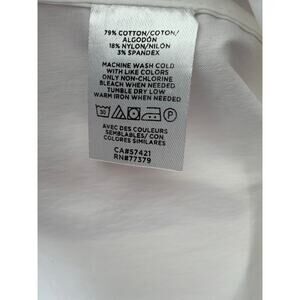 79% COTTON/COTON/
ALGODÓN
18% NYLON/NILÓN
3% SPANDEX
MACHINE WASH COLD
WITH LIKE COLORS
ONLY NON-CHLORINE
BLEACH WHEN NEEDED
TUMBLE DRY LOW
WARM IRON WHEN NEEDED
30 P
AVEC DES COULEURS
SEMBLABLES/ CON
COLORES SIMILARES
CA#57421
RN#77379